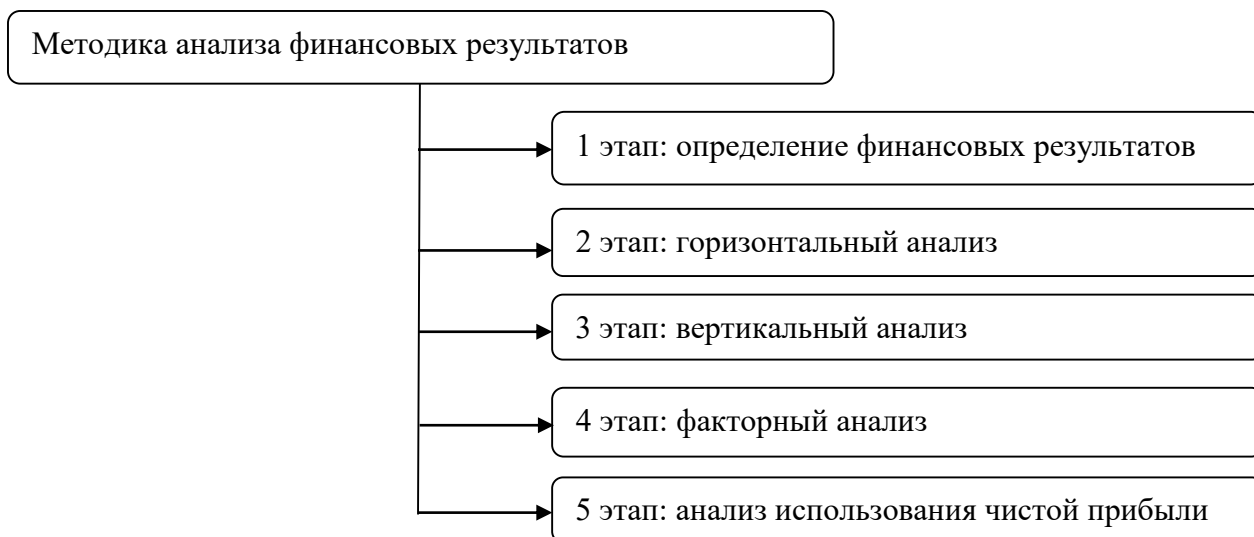 Методика анализа финансовых результатов
1 этап: определение финансовых результатов
2 этап: горизонтальный анализ
3 этап: вертикальный анализ
4 этап: факторный анализ
5 этап: анализ использования чистой прибыли